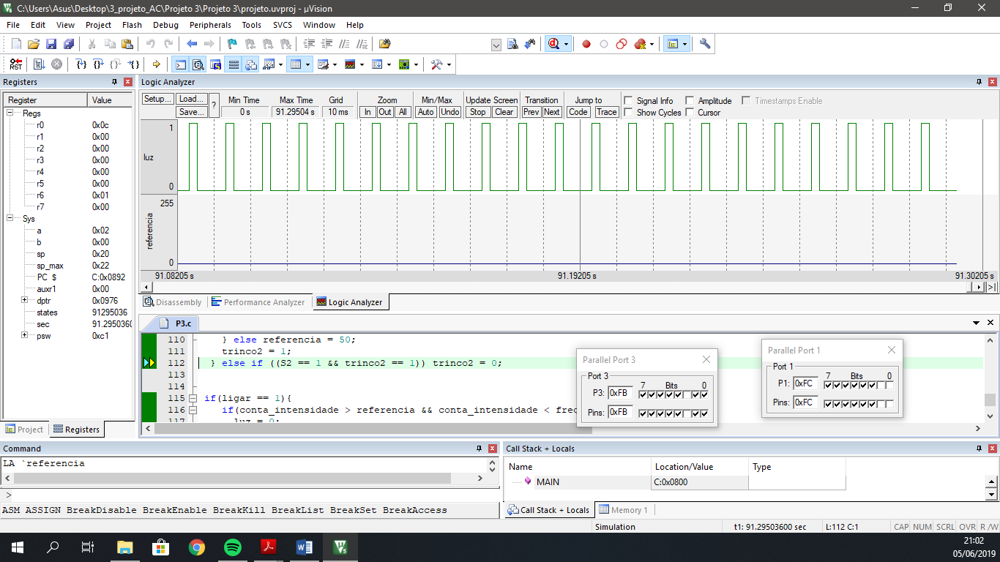 C:\Users\Asus\Desktop\3_projeto_AC\Projeto 3\Projeto 3\projeto.uvproj - µVision
File Edit View Project Flash Debug Peripherals Tools SVCS Window Help
Registers
Register Value
Regs
r0 0x0c
r1 0x00
r2 0x00
r3 0x00
r4 0x00
r5 0x00
r6 0x01
r7 0x00
Sys
a 0x02
b 0x00
sp 0x20
sp_max 0x22
PC $ C:0x0892
auxr1 0x00
dptr 0x0976
states 91295036
sec 91.2950360
psw 0xc1
Project Registers
Logic Analyzer
Setup... Load... ? Min Time Max Time Grid Zoom Min/Max Update Screen Transition Jump to Signal Info Amplitude Timestamps Enable
Save... 0 s 91.29504 s 10 ms In Out All Auto Undo Stop Clear Prev Next Code Trace Show Cycles Cursor
1
luz
0
255
referencia
0
91.08205 s 91.19205 s 91.30205 s
Disassembly Performance Analyzer Logic Analyzer
P3.c
110 } else referencia = 50;
111 trinco2 = 1;
112 } else if ((S2 == 1 && trinco2 == 1)) trinco2 = 0;
113
114
115 if(ligar == 1){
116 if(conta_intensidade > referencia && conta_intensidade < freq
117 luz = 0;
Parallel Port 3
Port 3
7 Bits 0
P3: 0xFB
Pins: 0xFB
Parallel Port 1
Port 1
7 Bits 0
P1: 0xFC
Pins: 0xFC
Command
LA `referencia
>
ASM ASSIGN BreakDisable BreakEnable BreakKill BreakList BreakSet BreakAccess
Call Stack + Locals
Name Location/Value Type
MAIN C:0x0800
Call Stack + Locals Memory 1
Simulation t1: 91.29503600 sec L:112 C:1 CAP NUM SCRL OVR R /W
21:02
05/06/2019